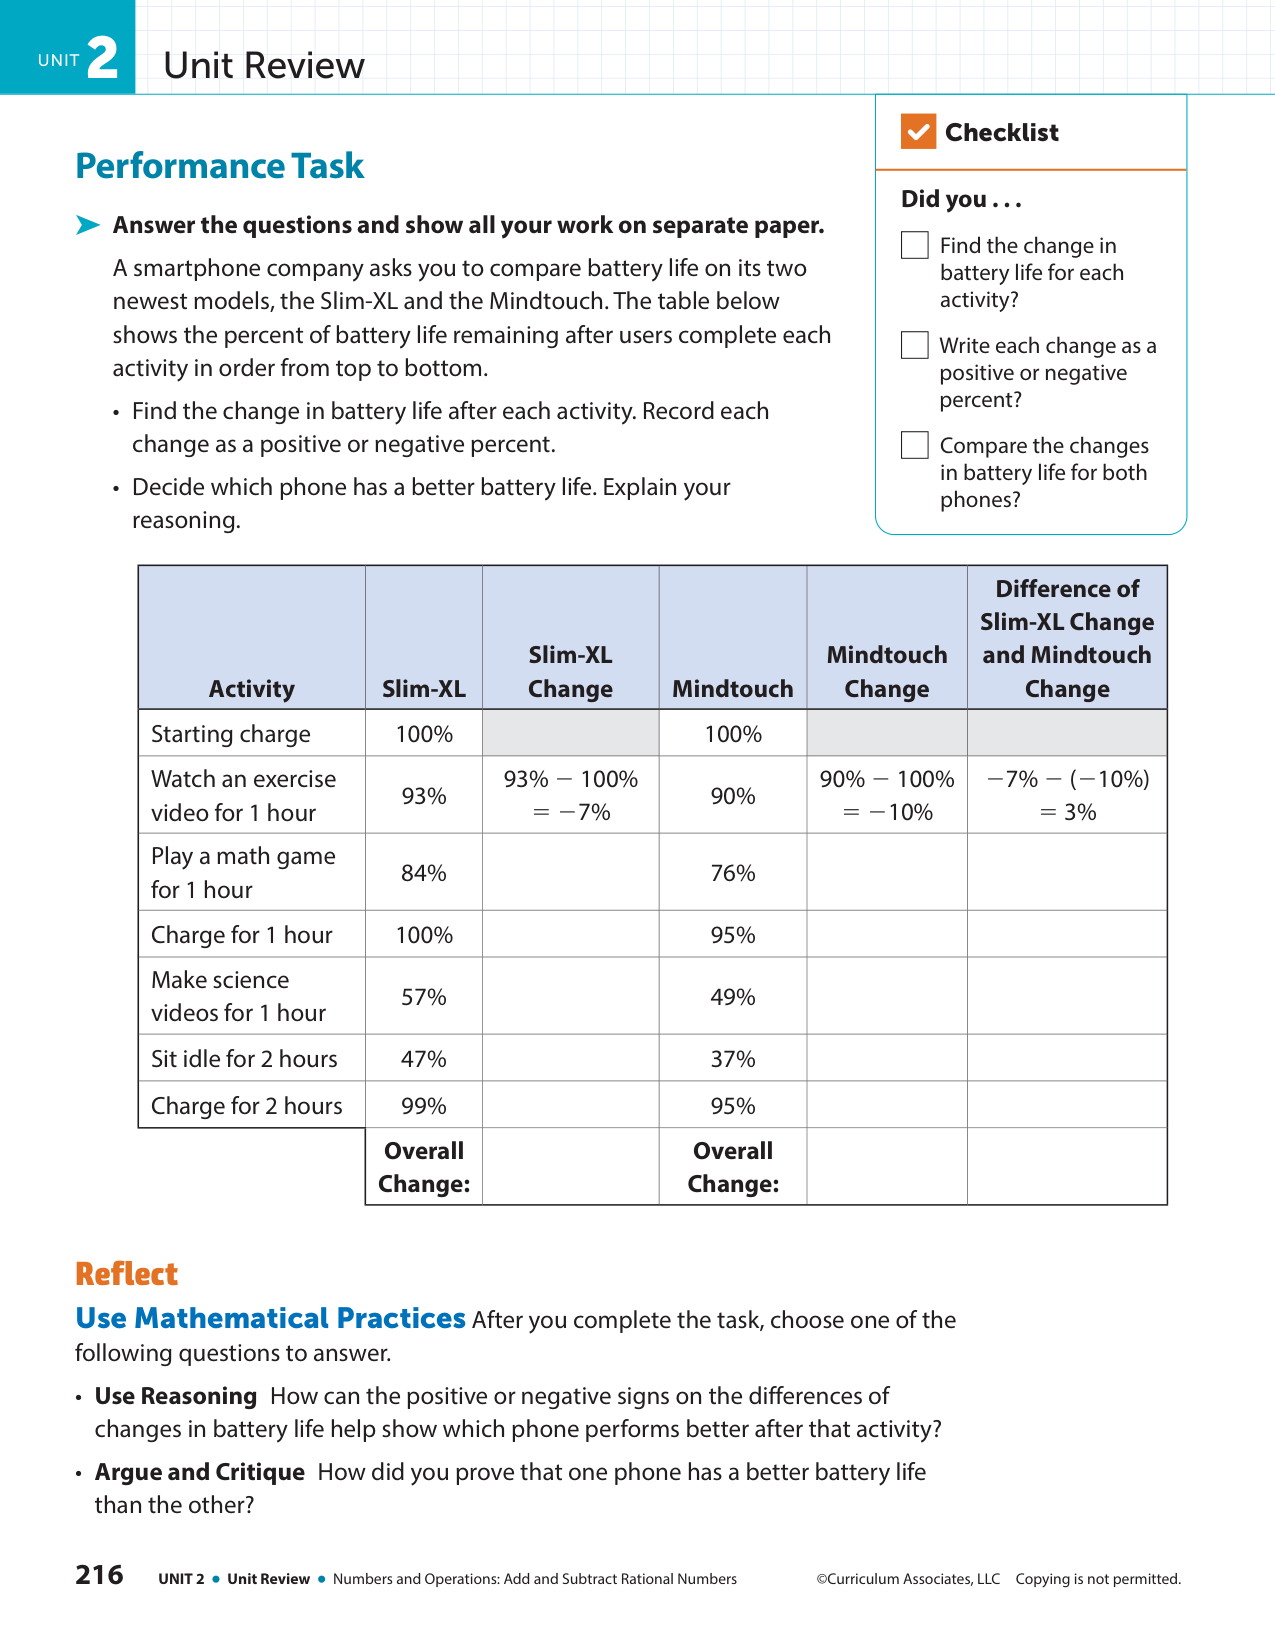 UNIT 2 Unit Review
Performance Task
Answer the questions and show all your work on separate paper.
A smartphone company asks you to compare battery life on its two
newest models, the Slim-XL and the Mindtouch. The table below
shows the percent of battery life remaining after users complete each
activity in order from top to bottom.
• Find the change in battery life after each activity. Record each
change as a positive or negative percent.
• Decide which phone has a better battery life. Explain your
reasoning.
Checklist
Did you . . .
Find the change in
battery life for each
activity?
Write each change as a
positive or negative
percent?
Compare the changes
in battery life for both
phones?
Difference of
Slim-XL Change
Slim-XL Mindtouch and Mindtouch
Activity Slim-XL Change Mindtouch Change Change
Starting charge 100% 100%
Watch an exercise 93% − 100% 90% − 100% −7% − (−10%)
video for 1 hour 93% = −7% 90% = −10% = 3%
Play a math game
for 1 hour 84% 76%
Charge for 1 hour 100% 95%
Make science
videos for 1 hour 57% 49%
Sit idle for 2 hours 47% 37%
Charge for 2 hours 99% 95%
Overall Overall
Change: Change:
Reflect
Use Mathematical Practices After you complete the task, choose one of the
following questions to answer.
• Use Reasoning How can the positive or negative signs on the differences of
changes in battery life help show which phone performs better after that activity?
• Argue and Critique How did you prove that one phone has a better battery life
than the other?
216 UNIT 2 • Unit Review • Numbers and Operations: Add and Subtract Rational Numbers ©Curriculum Associates, LLC Copying is not permitted.